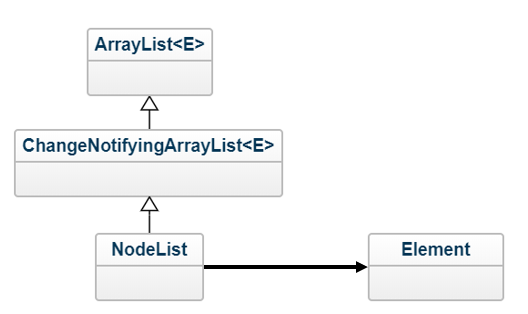 ArrayList<E>
ChangeNotifyingArrayList<E>
NodeList
Element